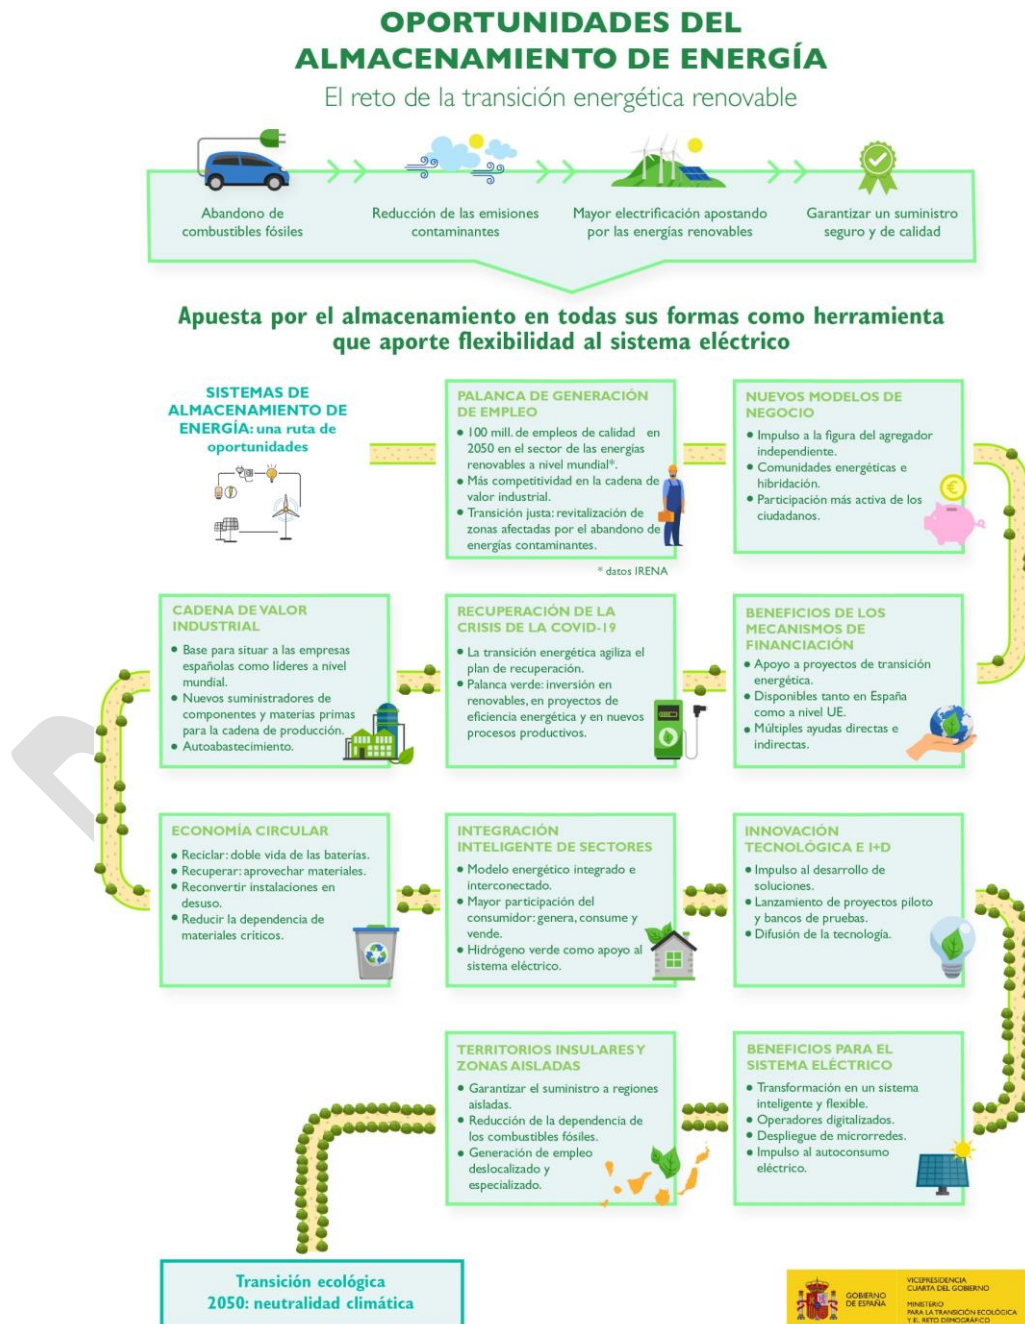 OPORTUNIDADES DEL
ALMACENAMIENTO DE ENERGÍA
El reto de la transición energética renovable
Abandono de
combustibles fósiles
Reducción de las emisiones
contaminantes
Mayor electrificación apostando
por las energías renovables
Garantizar un suministro
seguro y de calidad
Apuesta por el almacenamiento en todas sus formas como herramienta
que aporte flexibilidad al sistema eléctrico
SISTEMAS DE
ALMACENAMIENTO DE
ENERGÍA: una ruta de
oportunidades
PALANCA DE GENERACIÓN
DE EMPLEO
• 100 mill. de empleos de calidad en
2050 en el sector de las energías
renovables a nivel mundial*.
• Más competitividad en la cadena de
valor industrial.
• Transición justa: revitalización de
zonas afectadas por el abandono de
energías contaminantes.
* datos IRENA
NUEVOS MODELOS DE
NEGOCIO
• Impulso a la figura del agregador
independiente.
• Comunidades energéticas e
hibridación.
• Participación más activa de los
ciudadanos.
CADENA DE VALOR
INDUSTRIAL
• Base para situar a las empresas
españolas como líderes a nivel
mundial.
• Nuevos suministradores de
componentes y materias primas
para la cadena de producción.
• Autoabastecimiento.
RECUPERACIÓN DE LA
CRISIS DE LA COVID-19
• La transición energética agiliza el
plan de recuperación.
• Palanca verde: inversión en
renovables, en proyectos de
eficiencia energética y en nuevos
procesos productivos.
BENEFICIOS DE LOS
MECANISMOS DE
FINANCIACIÓN
• Apoyo a proyectos de transición
energética.
• Disponibles tanto en España
como a nivel UE.
• Múltiples ayudas directas e
indirectas.
ECONOMÍA CIRCULAR
• Reciclar: doble vida de las baterías.
• Recuperar: aprovechar materiales.
• Reconvertir instalaciones en
desuso.
• Reducir la dependencia de
materiales críticos.
INTEGRACIÓN
INTELIGENTE DE SECTORES
• Modelo energético integrado e
interconectado.
• Mayor participación del
consumidor: genera, consume y
vende.
• Hidrógeno verde como apoyo al
sistema eléctrico.
INNOVACIÓN
TECNOLÓGICA E I+D
• Impulso al desarrollo de
soluciones.
• Lanzamiento de proyectos piloto
y bancos de pruebas.
• Difusión de la tecnología.
TERRITORIOS INSULARES Y
ZONAS AISLADAS
• Garantizar el suministro a regiones
aisladas.
• Reducción de la dependencia de
los combustibles fósiles.
• Generación de empleo
deslocalizado y
especializado.
BENEFICIOS PARA EL
SISTEMA ELÉCTRICO
• Transformación en un sistema
inteligente y flexible.
• Operadores digitalizados.
• Despliegue de microrredes.
• Impulso al autoconsumo
eléctrico.
Transición ecológica
2050: neutralidad climática
GOBIERNO
DE ESPAÑA
VICEPRESIDENCIA
CUARTA DEL GOBIERNO
MINISTERIO
PARA LA TRANSICIÓN ECOLÓGICA
Y EL RETO DEMOGRÁFICO